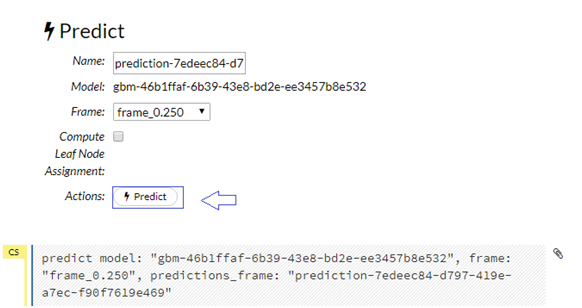 Predict
Name: prediction-7edeec84-d7
Model: gbm-46b1ffaf-6b39-43e8-bd2e-ee3457b8e532
Frame: frame_0.250
Compute
Leaf Node
Assignment:
Actions: Predict
CS
predict model: "gbm-46b1ffaf-6b39-43e8-bd2e-ee3457b8e532", frame:
"frame_0.250", predictions_frame: "prediction-7edeec84-d797-419e-
a7ec-f90f7619e469"